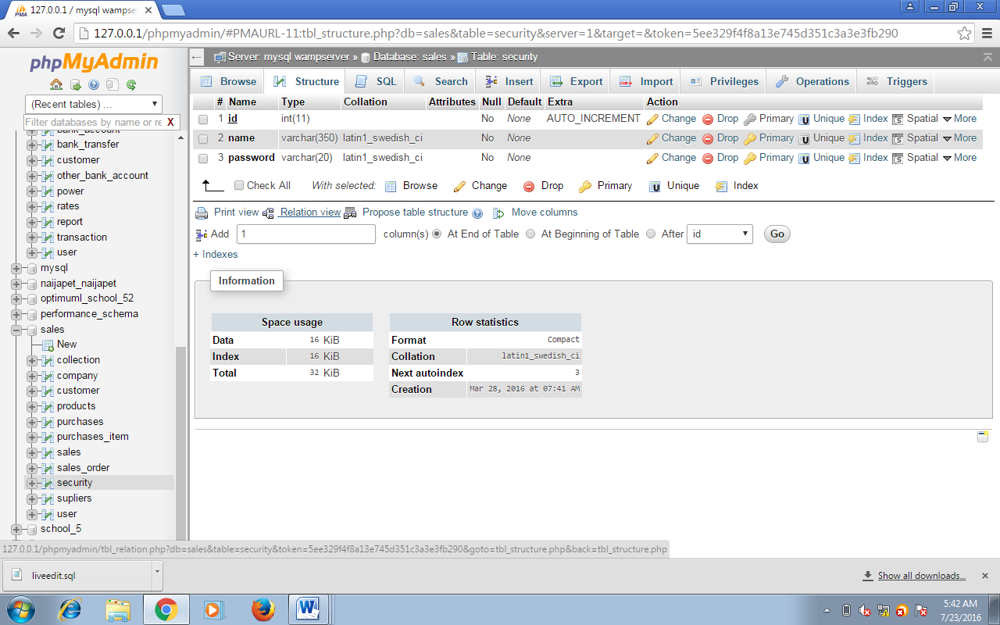 127.0.0.1 / mysql wampse
127.0.0.1/phpmyadmin/#PMAURL-11:tbl_structure.php?db=sales&table=security&server=1&target=&token=5ee329f4f8a13e745d351c3a3e3fb290
phpMyAdmin
(Recent tables) ...
Filter databases by name or re X
bank_account
bank_transfer
customer
other_bank_account
power
rates
report
transaction
user
mysql
naijapet_naijapet
optimuml_school_52
performance_schema
sales
New
collection
company
customer
products
purchases
purchases_item
sales
sales_order
security
supliers
user
school_5
Server: mysql wampserver » Database: sales » Table: security
Browse Structure SQL Search Insert Export Import Privileges Operations Triggers
# Name Type Collation Attributes Null Default Extra Action
1 id int(11) No None AUTO_INCREMENT Change Drop Primary Unique Index Spatial More
2 name varchar(350) latin1_swedish_ci No None Change Drop Primary Unique Index Spatial More
3 password varchar(20) latin1_swedish_ci No None Change Drop Primary Unique Index Spatial More
Check All With selected: Browse Change Drop Primary Unique Index
Print view Relation view Propose table structure Move columns
Add 1 column(s) At End of Table At Beginning of Table After id Go
+ Indexes
Information
Space usage
Data 16 KiB
Index 16 KiB
Total 32 KiB
Row statistics
Format Compact
Collation latin1_swedish_ci
Next autoindex 3
Creation Mar 28, 2016 at 07:41 AM
127.0.0.1/phpmyadmin/tbl_relation.php?db=sales&table=security&token=5ee329f4f8a13e745d351c3a3e3fb290&goto=tbl_structure.php&back=tbl_structure.php
liveedit.sql
Show all downloads...
5:42 AM
7/23/2016